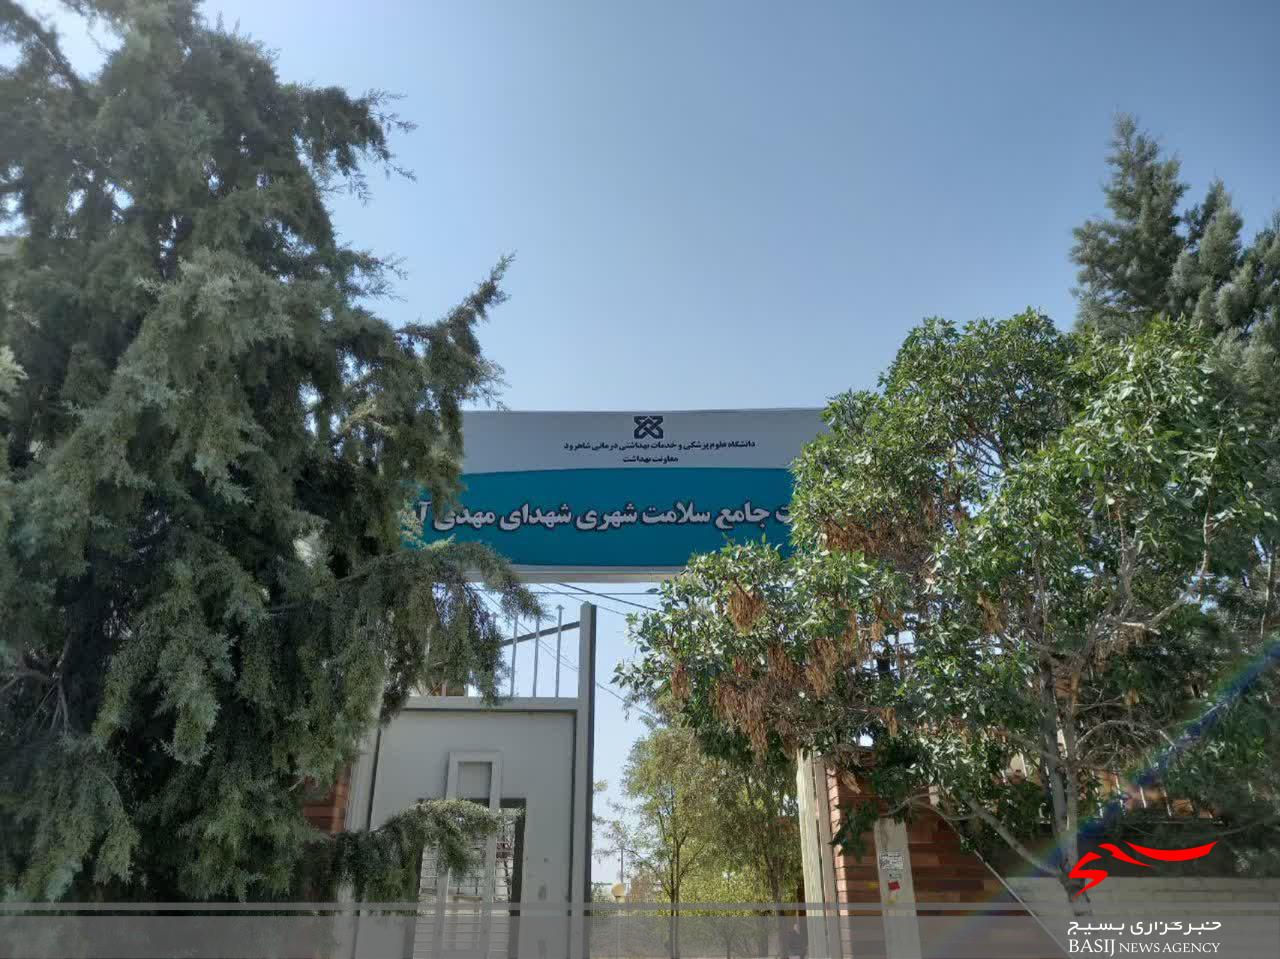 دانشگاه علوم پزشکی و خدمات بهداشتی درمانی شاهرود
معاونت بهداشت
جامع سلامت شهری شهدای مهدی
خبرگزاری بسیج
BASIJ NEWS AGENCY